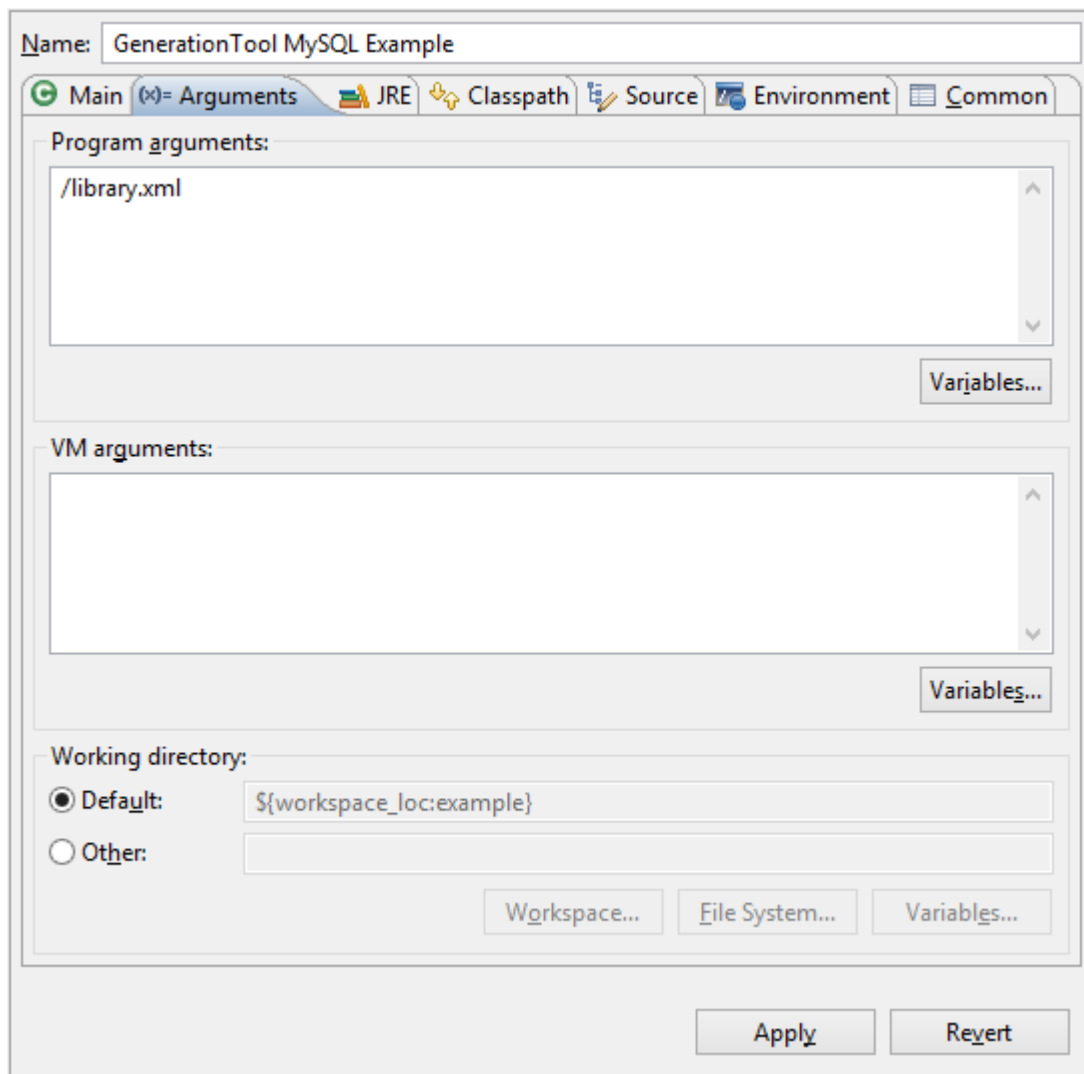 Name: GenerationTool MySQL Example
Main (x)= Arguments JRE Classpath Source Environment Common
Program arguments:
/library.xml
Variables...
VM arguments:
Variables...
Working directory:
Default: ${workspace_loc:example}
Other:
Workspace... File System... Variables...
Apply Revert